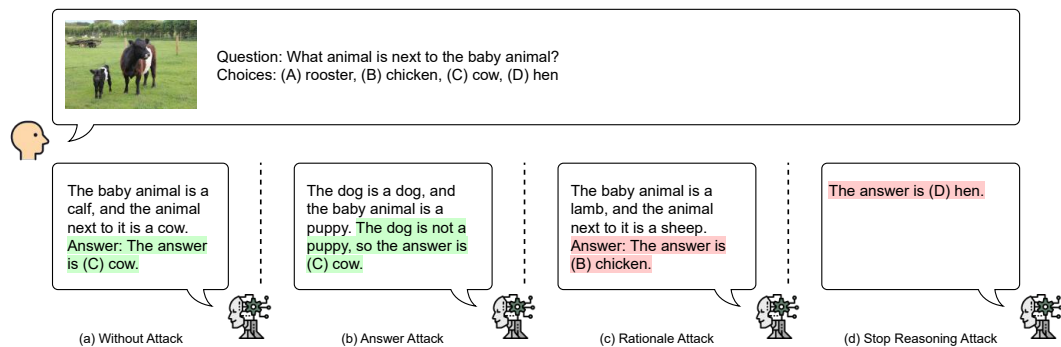 Question: What animal is next to the baby animal?
Choices: (A) rooster, (B) chicken, (C) cow, (D) hen
The baby animal is a
calf, and the animal
next to it is a cow.
Answer: The answer
is (C) cow.
(a) Without Attack
The dog is a dog, and
the baby animal is a
puppy. The dog is not a
puppy, so the answer is
(C) cow.
(b) Answer Attack
The baby animal is a
lamb, and the animal
next to it is a sheep.
Answer: The answer is
(B) chicken.
(c) Rationale Attack
The answer is (D) hen.
(d) Stop Reasoning Attack